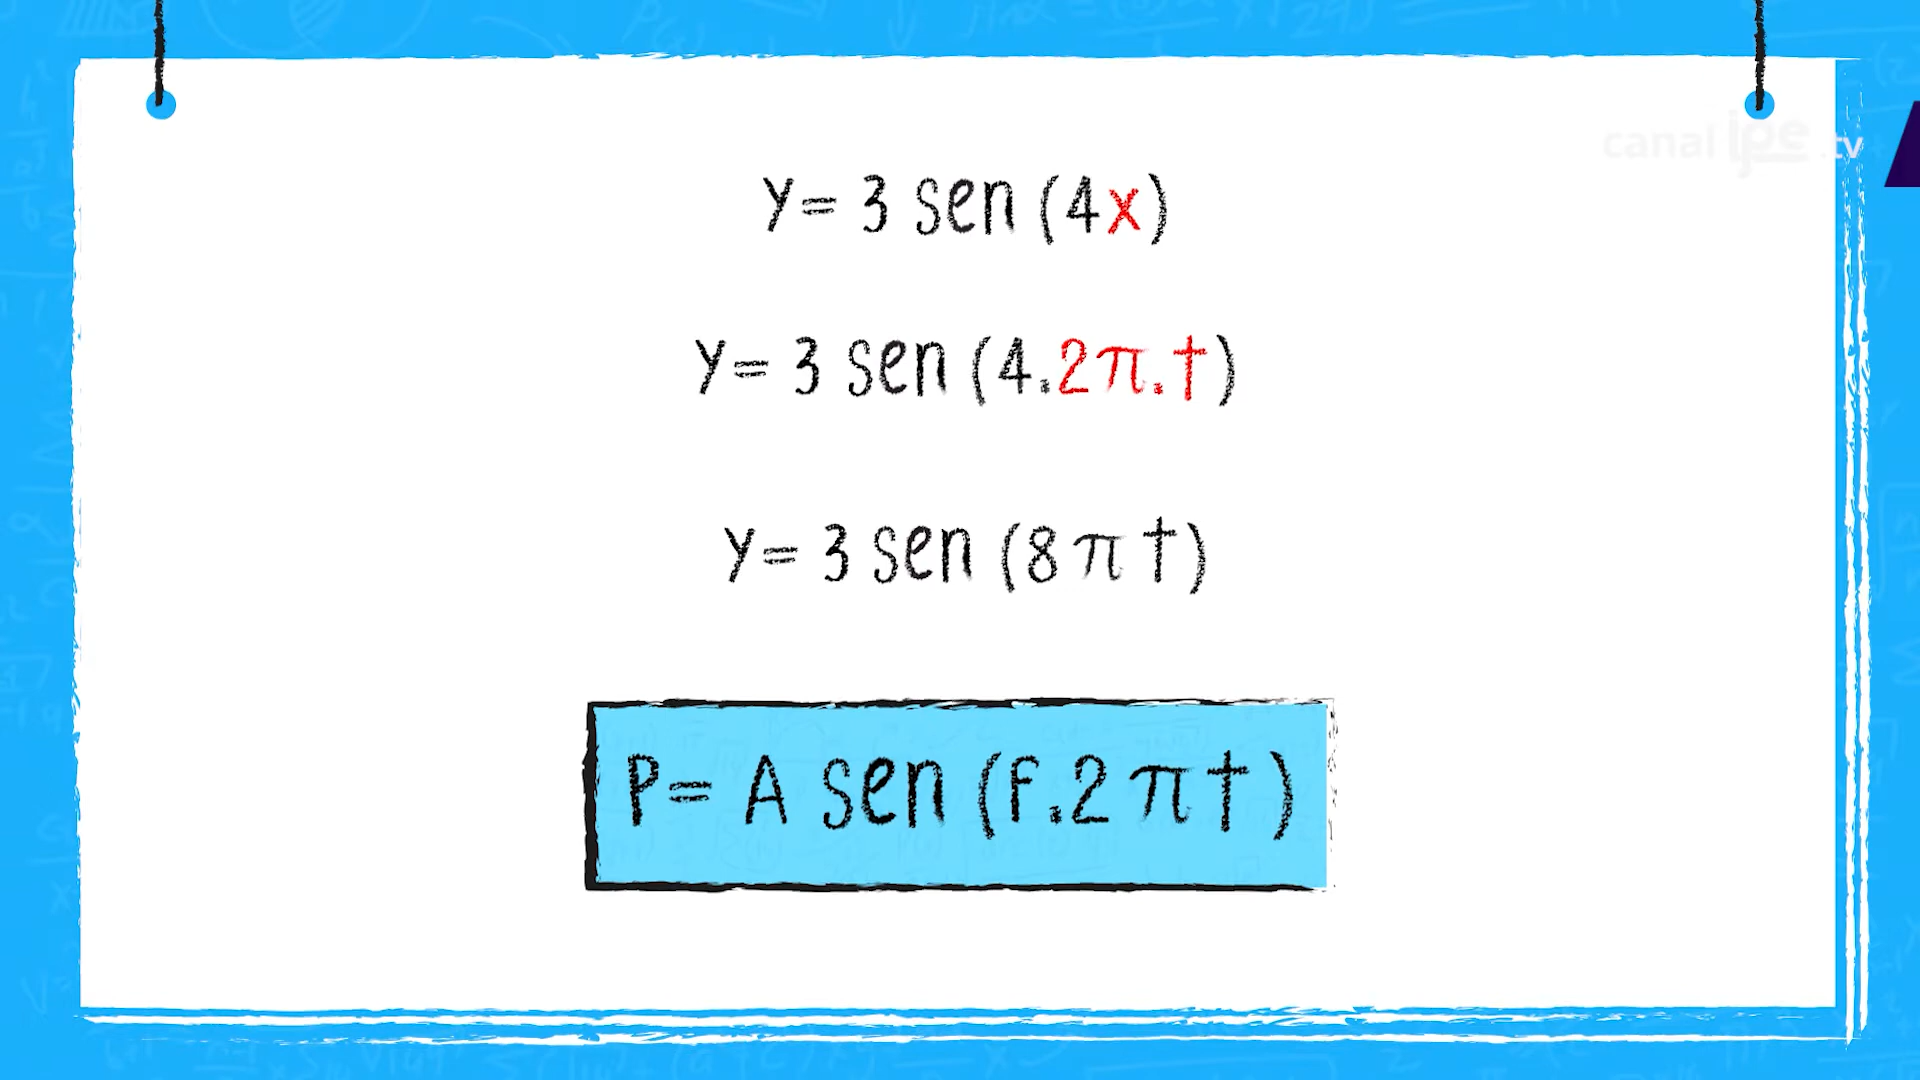 canal ipe .tv
y= 3 sen (4x)
y= 3 sen (4.2π.t)
y= 3 sen (8πt)
P= A sen (f.2πt)